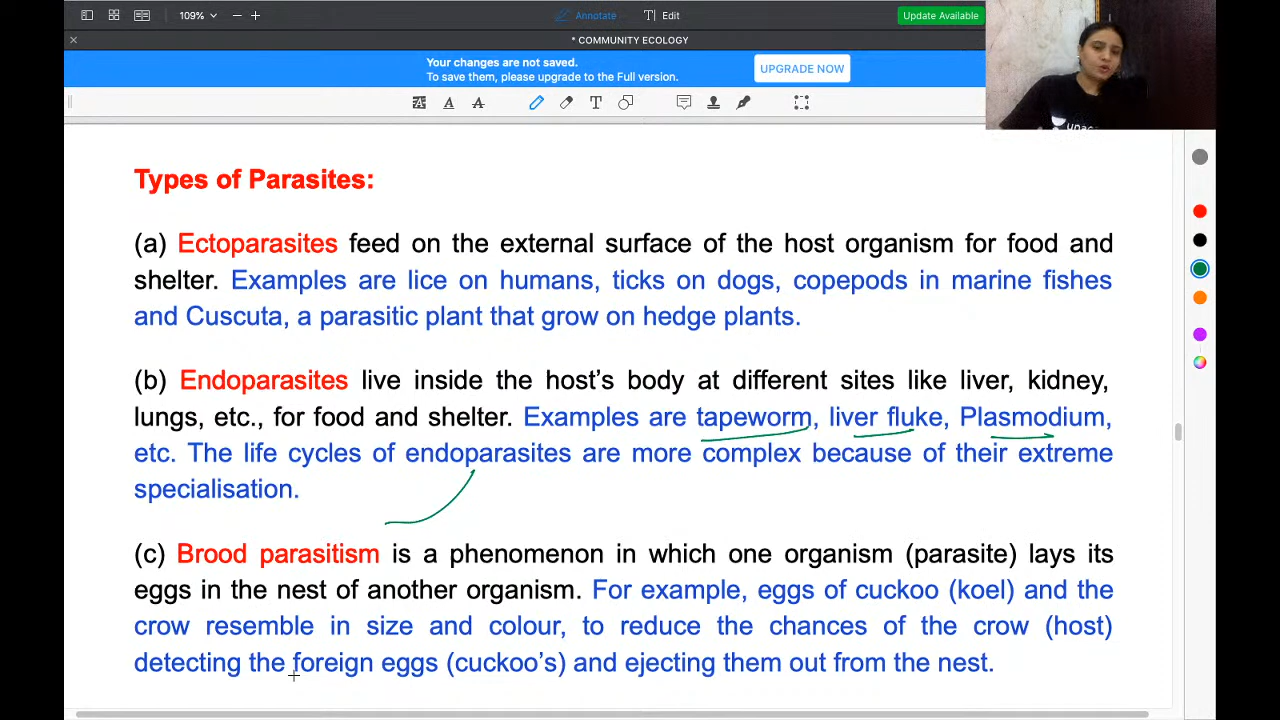 109%
Annotate
Edit
Update Available
* COMMUNITY ECOLOGY
Your changes are not saved.
To save them, please upgrade to the Full version.
UPGRADE NOW
Types of Parasites:
(a) Ectoparasites feed on the external surface of the host organism for food and
shelter. Examples are lice on humans, ticks on dogs, copepods in marine fishes
and Cuscuta, a parasitic plant that grow on hedge plants.
(b) Endoparasites live inside the host's body at different sites like liver, kidney,
lungs, etc., for food and shelter. Examples are tapeworm, liver fluke, Plasmodium,
etc. The life cycles of endoparasites are more complex because of their extreme
specialisation.
(c) Brood parasitism is a phenomenon in which one organism (parasite) lays its
eggs in the nest of another organism. For example, eggs of cuckoo (koel) and the
crow resemble in size and colour, to reduce the chances of the crow (host)
detecting the foreign eggs (cuckoo's) and ejecting them out from the nest.